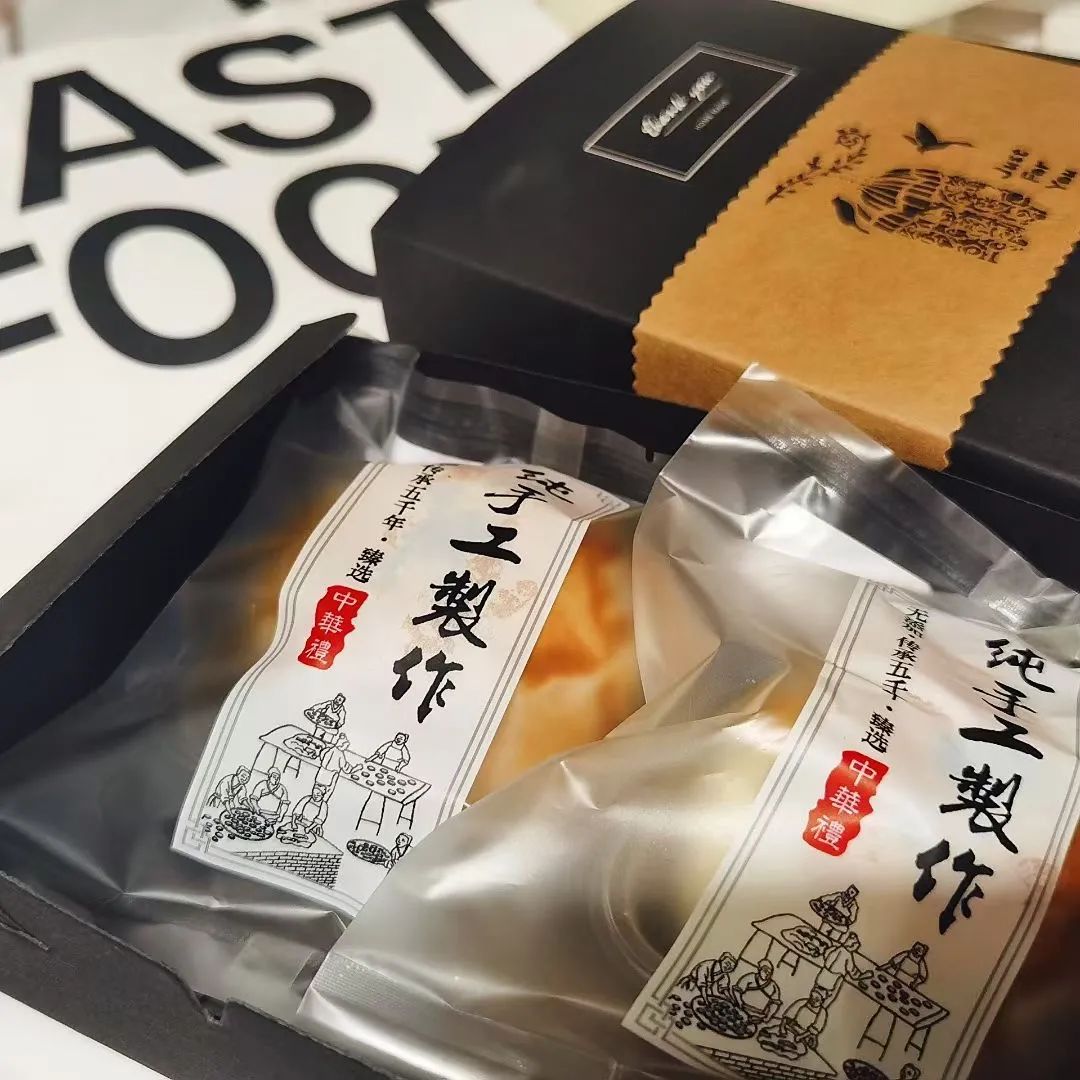 AST
FOO
Thank you
纯手工製作
传承五千年·臻选
中華禮
纯手工製作
传承五千·臻选
中華禮